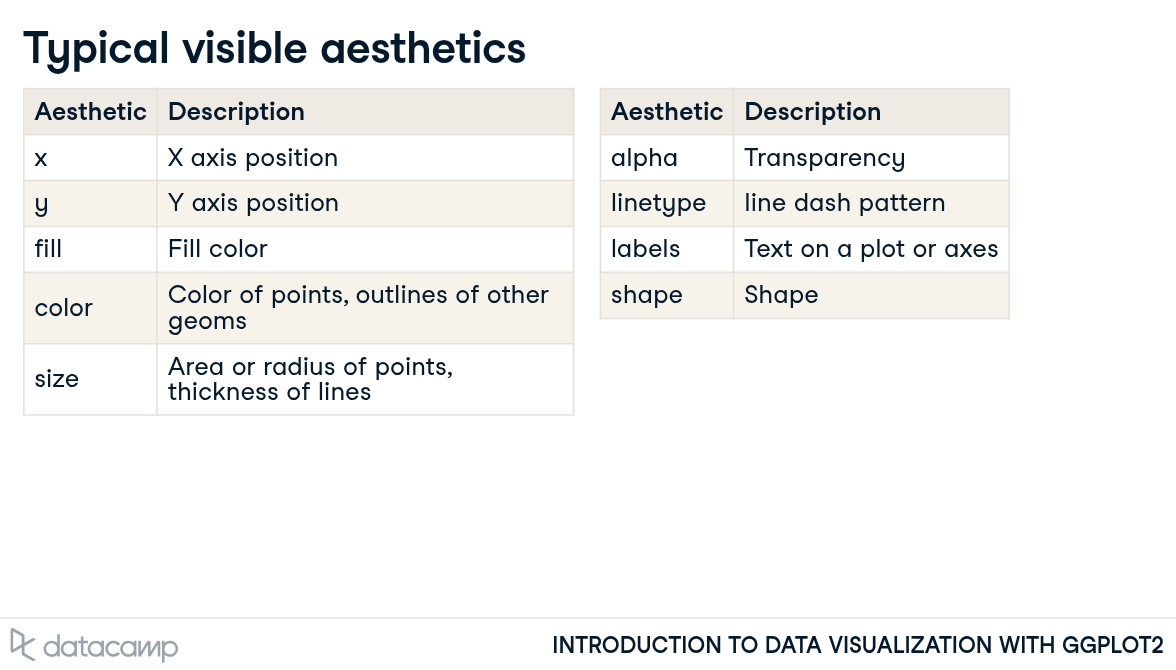 Typical visible aesthetics
Aesthetic Description
x X axis position
y Y axis position
fill Fill color
color Color of points, outlines of other
geoms
size Area or radius of points,
thickness of lines
Aesthetic Description
alpha Transparency
linetype line dash pattern
labels Text on a plot or axes
shape Shape
datacamp
INTRODUCTION TO DATA VISUALIZATION WITH GGPLOT2